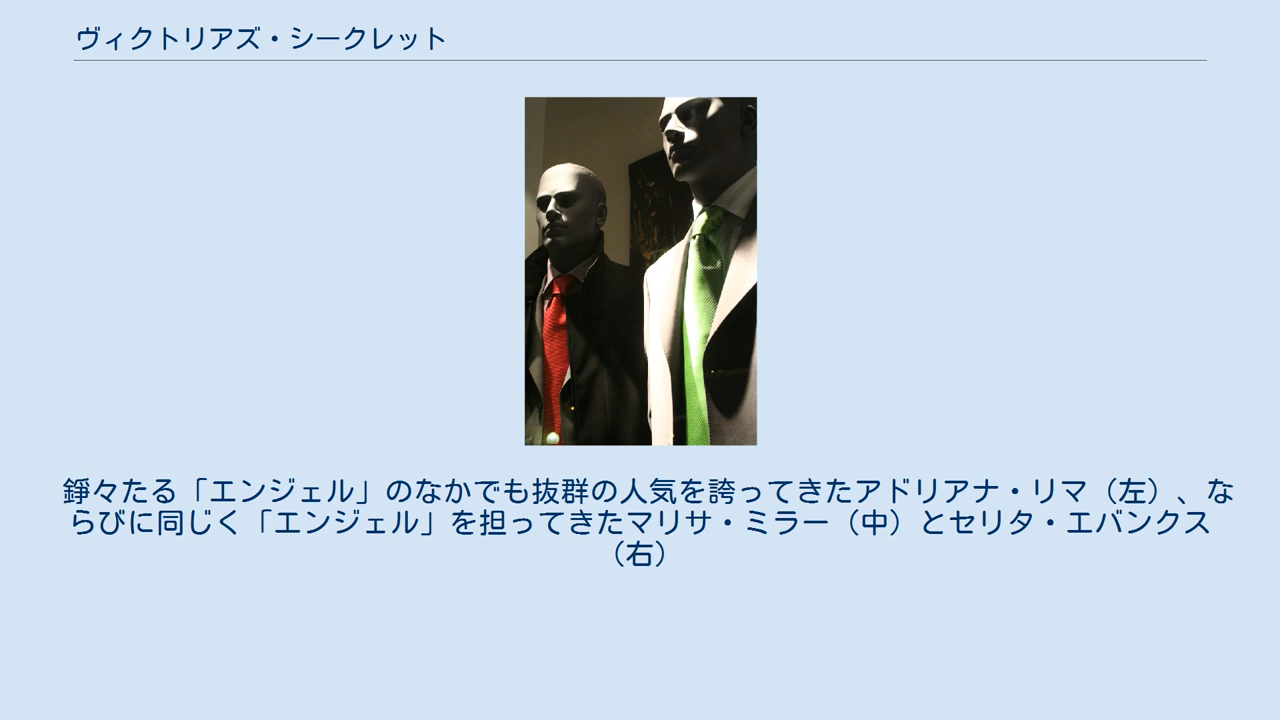 ヴィクトリアズ・シークレット
錚々たる「エンジェル」のなかでも抜群の人気を誇ってきたアドリアナ・リマ（左）、な
らびに同じく「エンジェル」を担ってきたマリサ・ミラー（中）とセリタ・エバンクス
（右）